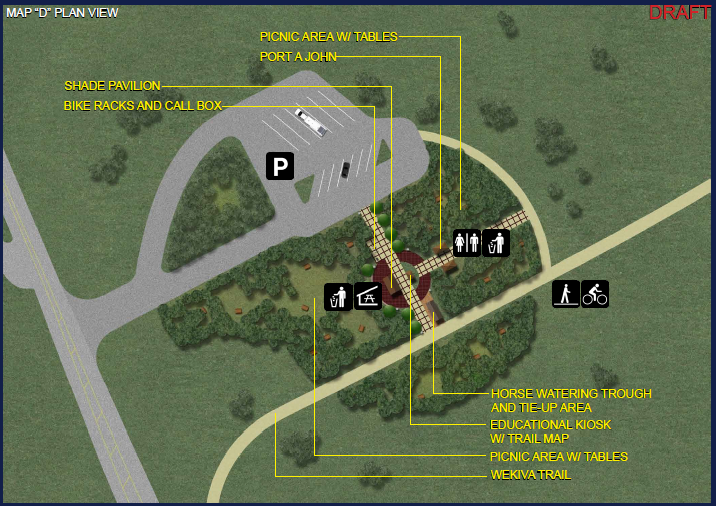 MAP "D" PLAN VIEW
DRAFT
PICNIC AREA W/ TABLES
PORT A JOHN
SHADE PAVILION
BIKE RACKS AND CALL BOX
P
HORSE WATERING TROUGH
AND TIE-UP AREA
EDUCATIONAL KIOSK
W/ TRAIL MAP
PICNIC AREA W/ TABLES
WEKIVA TRAIL